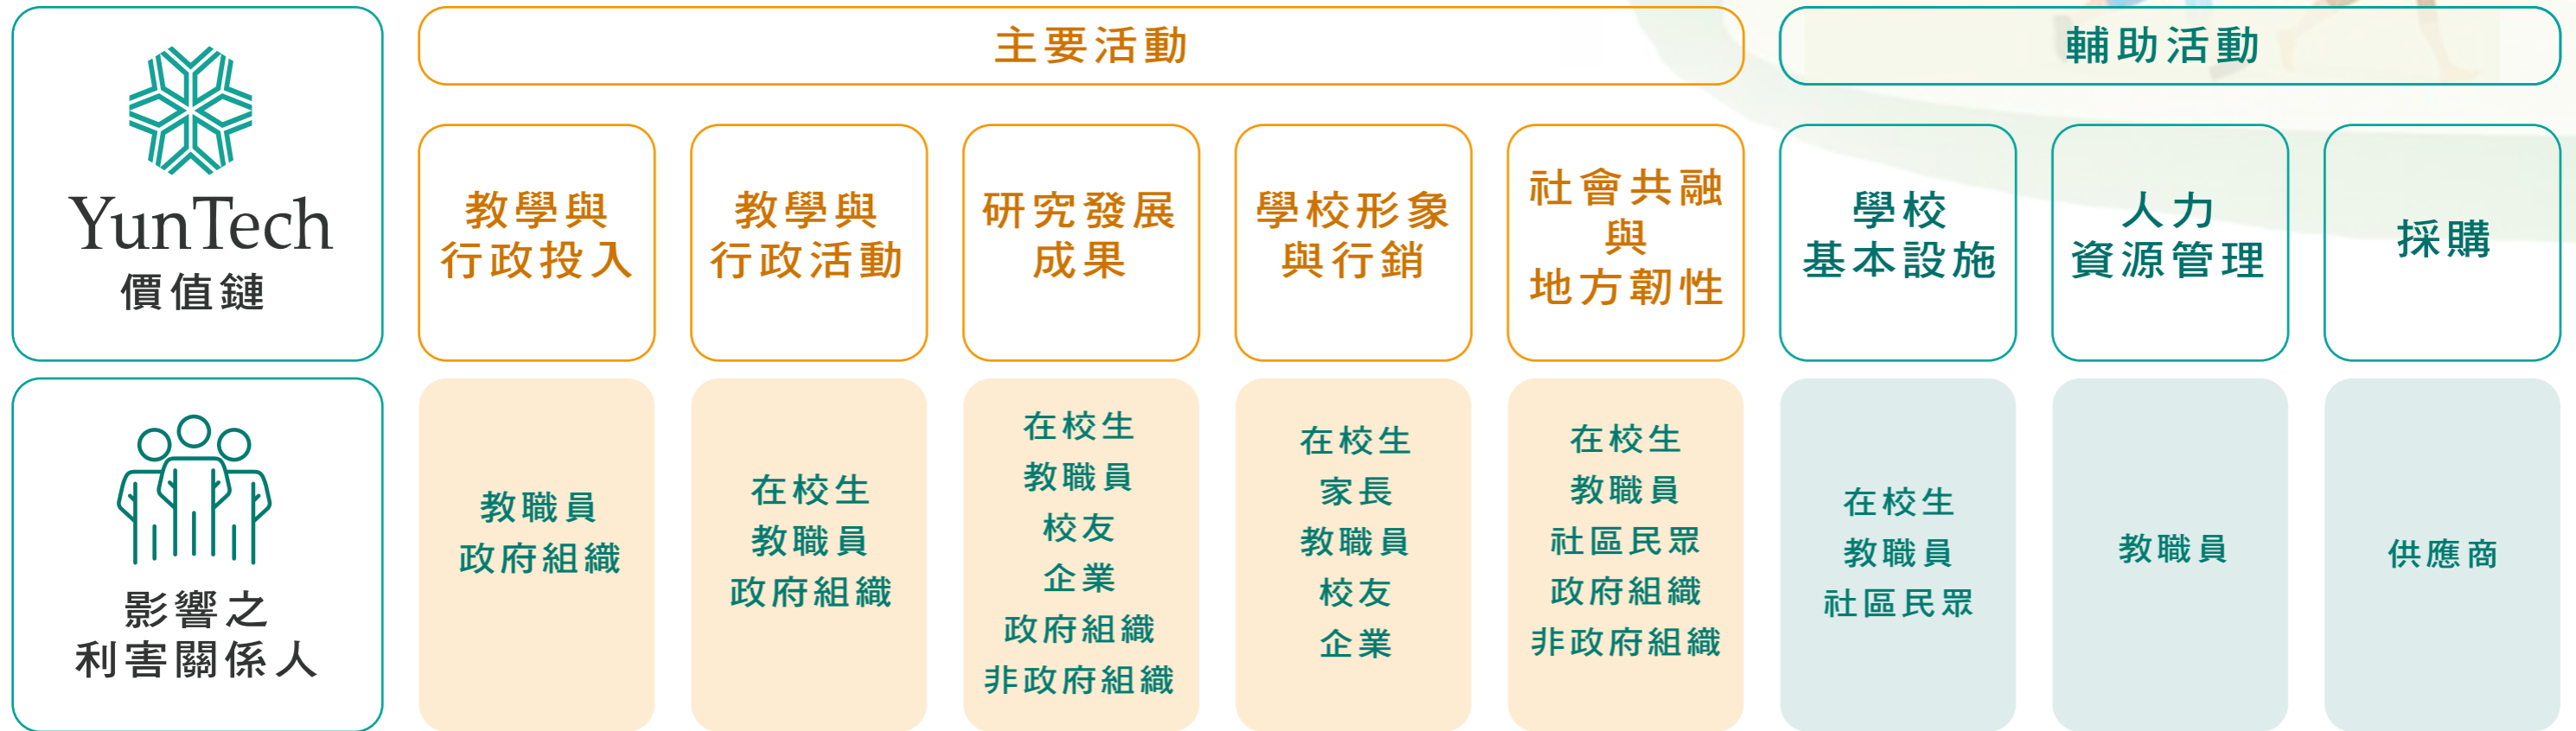 YunTech
價值鏈
主要活動
輔助活動
教學與
行政投入
教學與
行政活動
研究發展
成果
學校形象
與行銷
社會共融
與
地方韌性
學校
基本設施
人力
資源管理
採購
影響之
利害關係人
教職員
政府組織
在校生
教職員
政府組織
在校生
教職員
校友
企業
政府組織
非政府組織
在校生
家長
教職員
校友
企業
在校生
教職員
社區民眾
政府組織
非政府組織
在校生
教職員
社區民眾
教職員
供應商